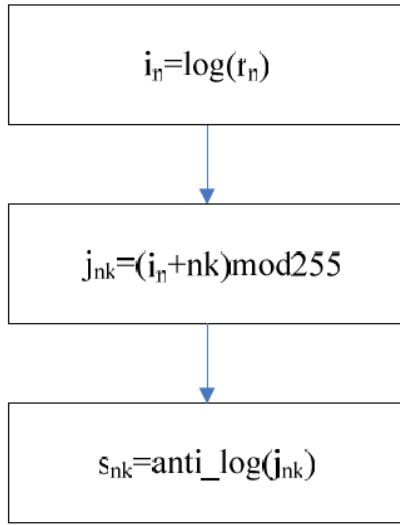 iₙ=log(rₙ)
jₙₖ=(iₙ+nk)mod255
sₙₖ=anti_log(jₙₖ)